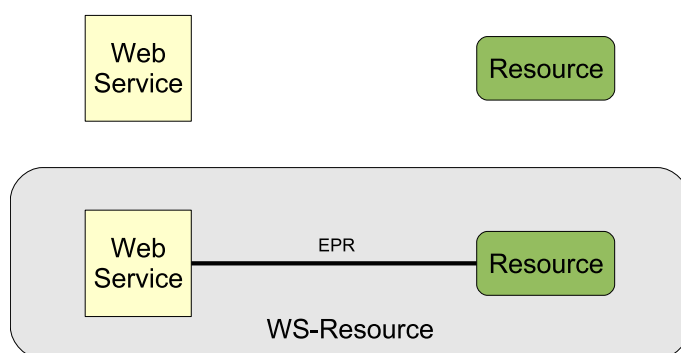 Web
Service
Resource
Web
Service
EPR
Resource
WS-Resource